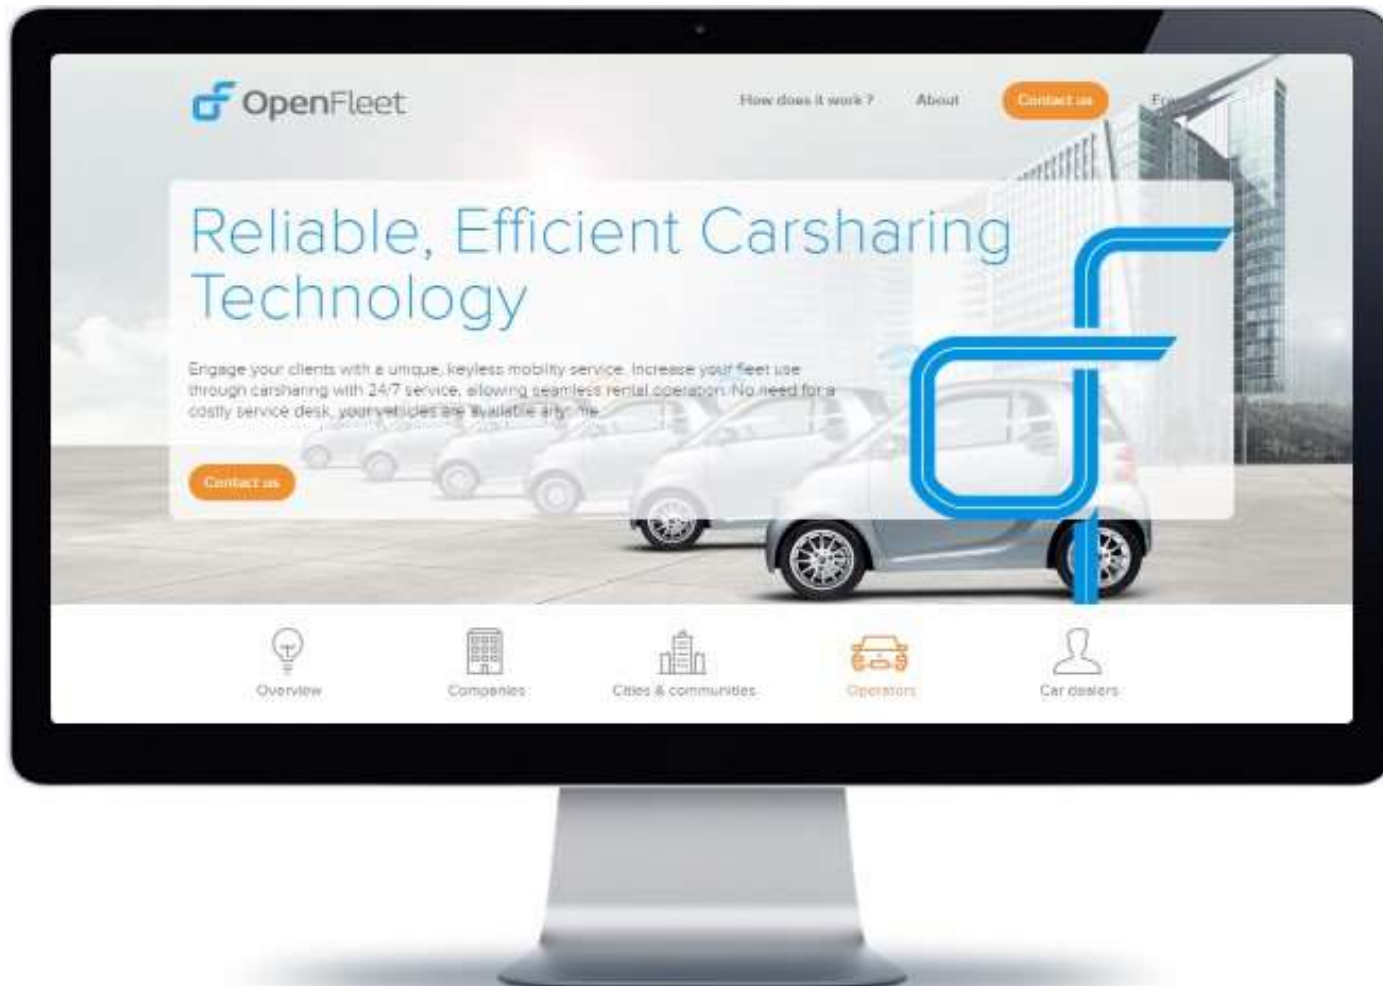 OpenFleet
How does it work ?
About
Contact us
Reliable, Efficient Carsharing
Technology
Engage your clients with a unique, keyless mobility service. Increase your fleet use
through carsharing with 24/7 service, allowing seamless rental operation. No need for a
costly service desk, your vehicles are available anytime.
Contact us
Overview
Companies
Cities & communities
Operators
Car dealers